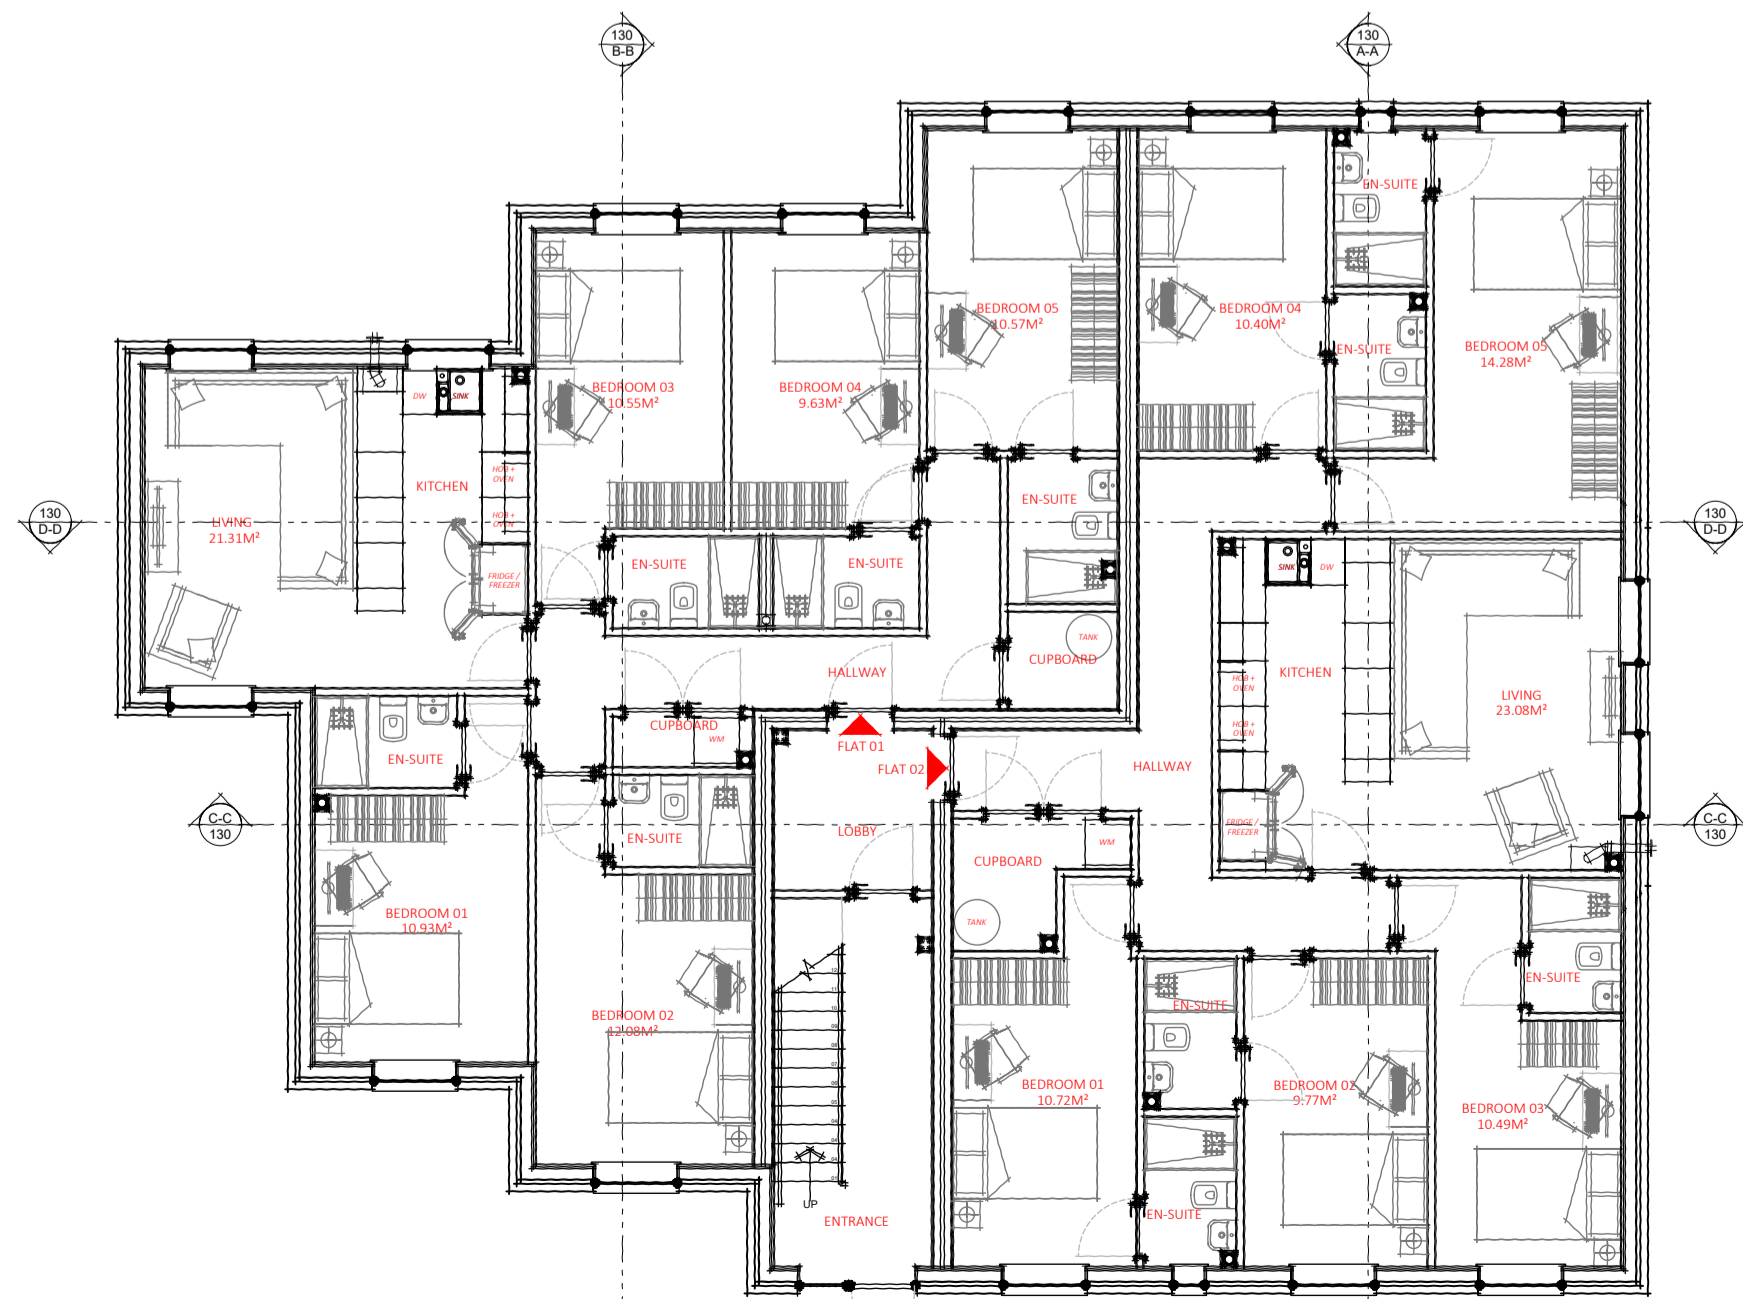 130
B-B
130
A-A
EN-SUITE
BEDROOM 05
10.57M²
BEDROOM 04
10.40M²
EN-SUITE
BEDROOM 05
14.28M²
BEDROOM 03
10.55M²
BEDROOM 04
9.63M²
DW
SINK
HOB +
OVEN
KITCHEN
EN-SUITE
130
D-D
LIVING
21.31M²
HOB +
OVEN
130
D-D
FRIDGE /
FREEZER
EN-SUITE
EN-SUITE
SINK
DW
TANK
CUPBOARD
HALLWAY
KITCHEN
HOB +
OVEN
LIVING
23.08M²
CUPBOARD
WM
FLAT 01
HOB +
OVEN
EN-SUITE
FLAT 02
HALLWAY
C-C
130
LOBBY
EN-SUITE
FRIDGE /
FREEZER
WM
C-C
130
CUPBOARD
BEDROOM 01
10.93M²
TANK
EN-SUITE
EN-SUITE
BEDROOM 02
12.08M²
BEDROOM 01
10.72M²
BEDROOM 02
9.77M²
BEDROOM 03
10.49M²
UP
ENTRANCE
EN-SUITE